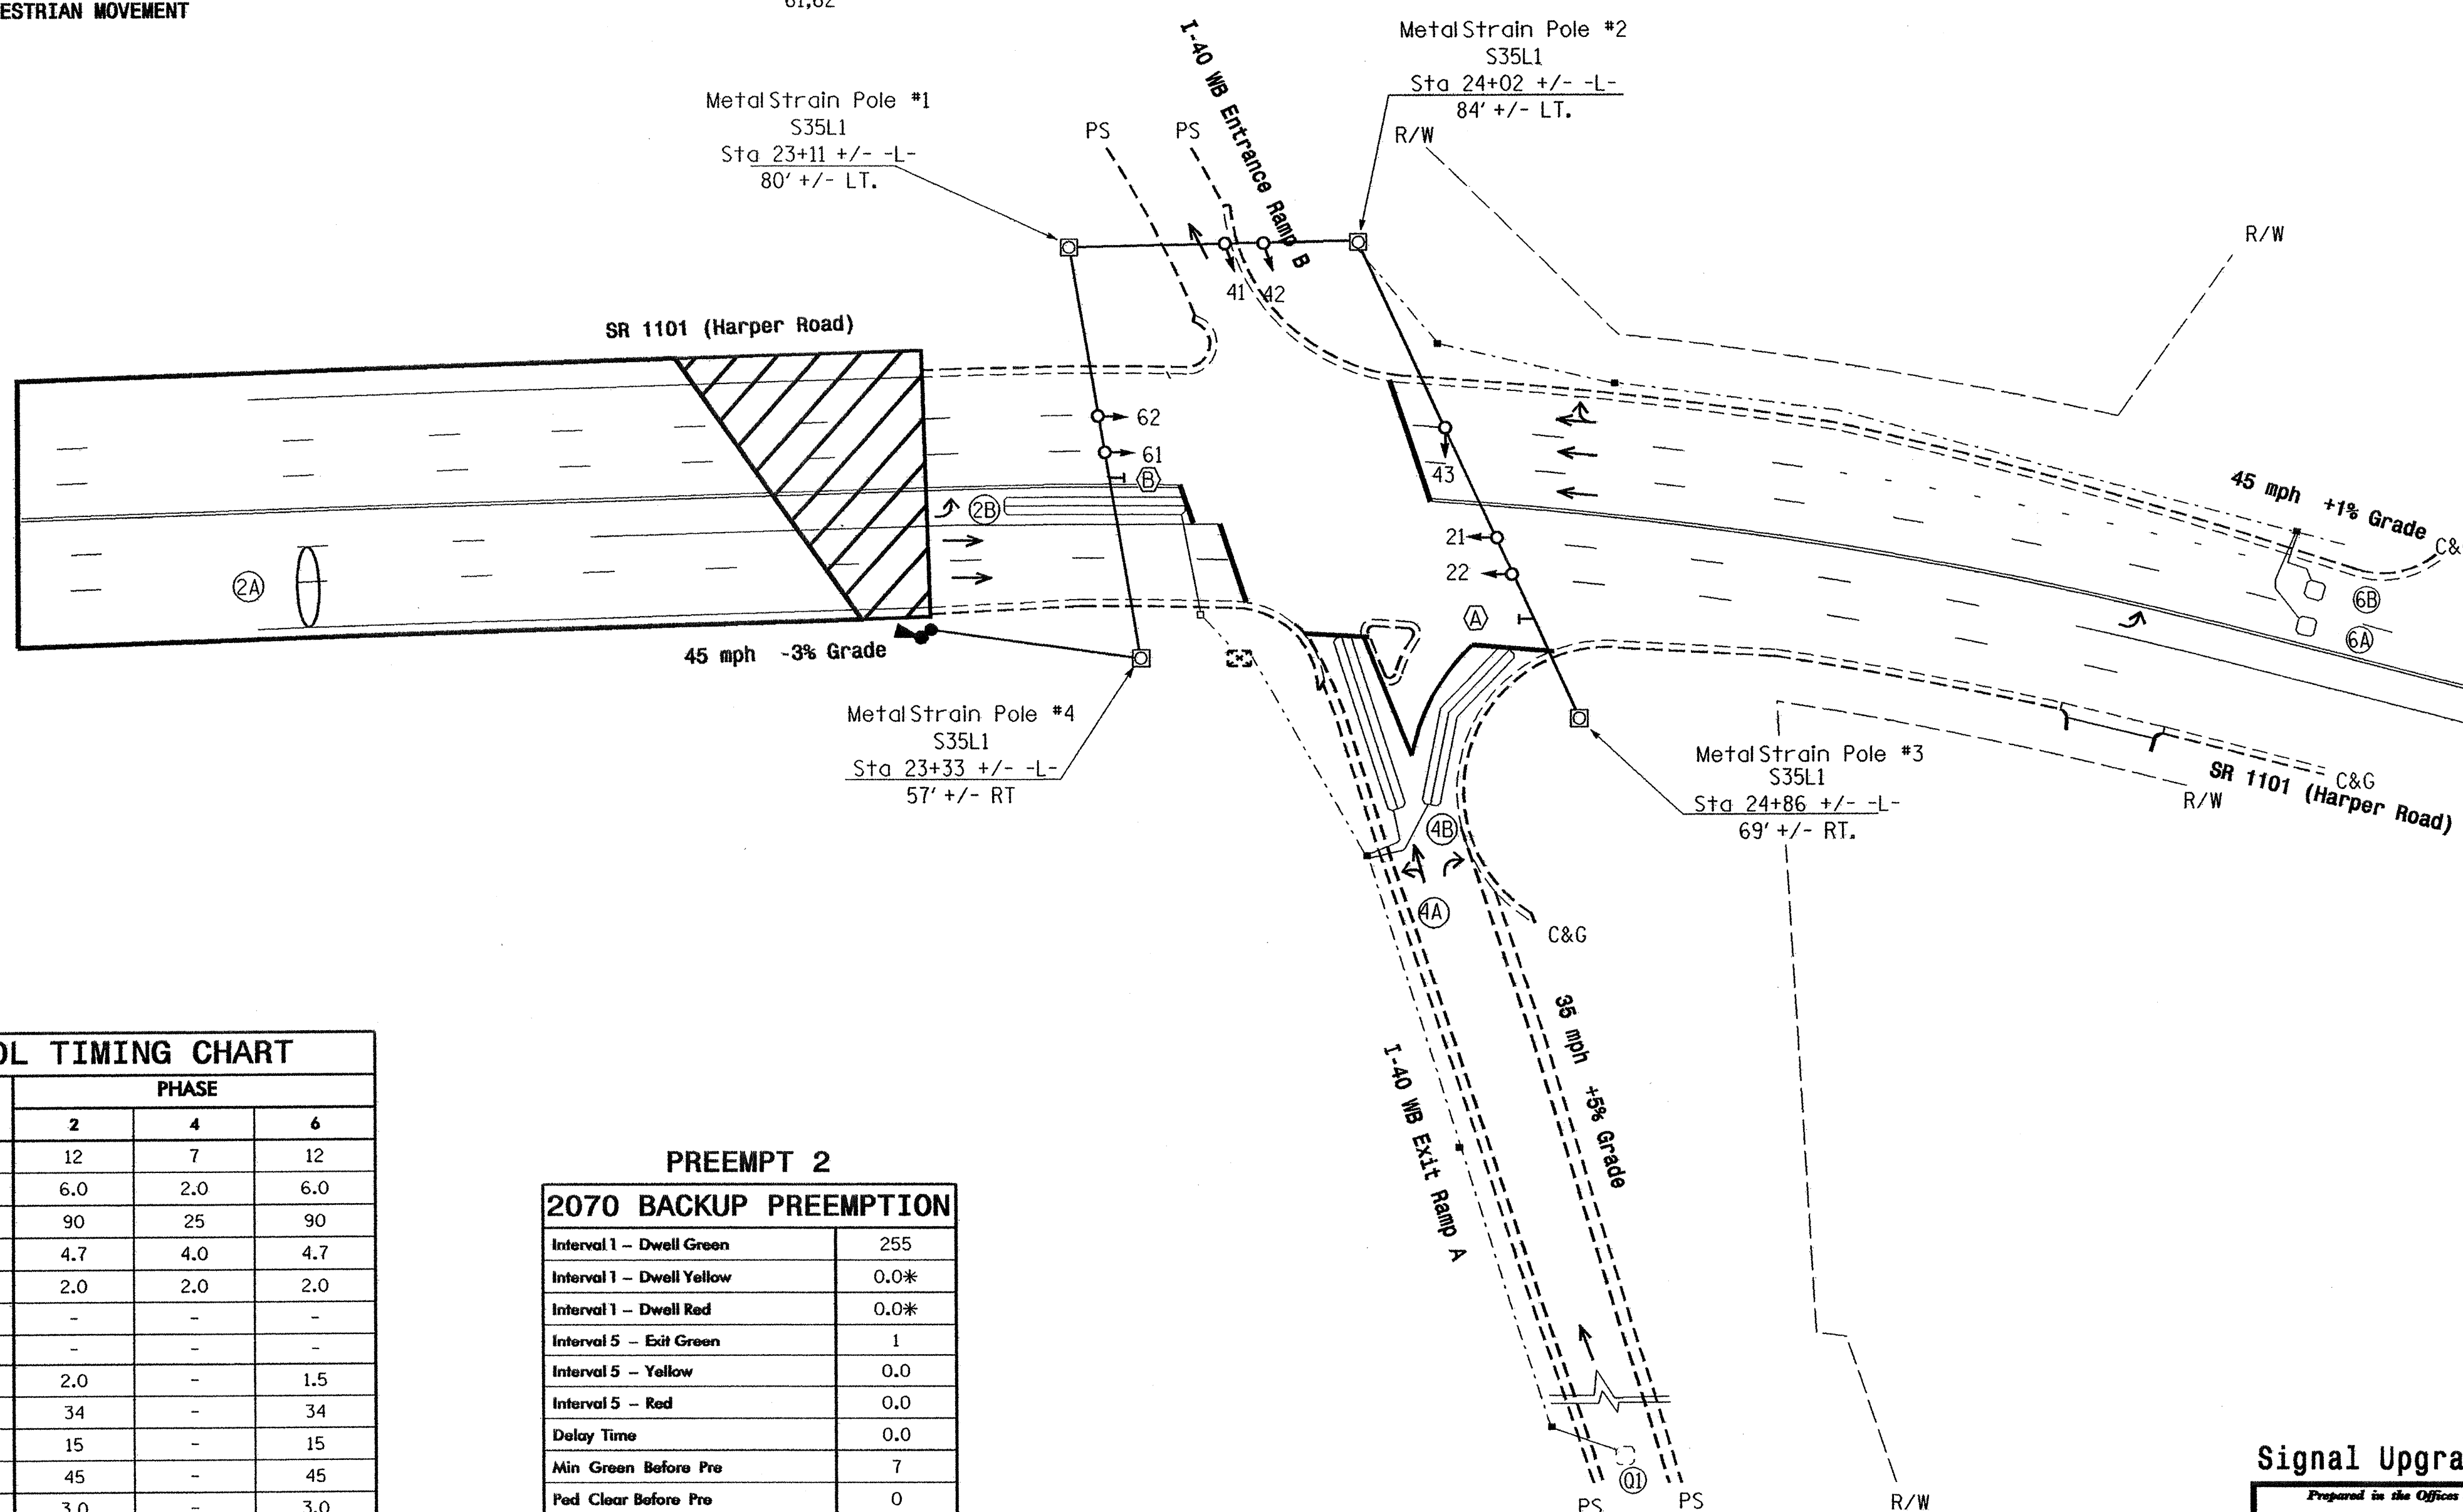 ESTRIAN MOVEMENT
61,62
Metal Strain Pole #2
S35L1
Sta 24+02 +/- -L-
84' +/- LT.
I-40 WB Entrance Ramp B
Metal Strain Pole #1
S35L1
Sta 23+11 +/- -L-
80' +/- LT.
PS
PS
R/W
R/W
41
42
SR 1101 (Harper Road)
62
61
B
43
2B
21
22
2A
A
45 mph +1% Grade
C&
6B
6A
45 mph -3% Grade
Metal Strain Pole #4
S35L1
Sta 23+33 +/- -L-
57' +/- RT
Metal Strain Pole #3
S35L1
Sta 24+86 +/- -L-
69' +/- RT.
C&G
R/W
SR 1101 (Harper Road)
4B
4A
C&G
35 mph +5% Grade
I-40 WB Exit Ramp A
OL TIMING CHART
PHASE
2 4 6
12 7 12
6.0 2.0 6.0
90 25 90
4.7 4.0 4.7
2.0 2.0 2.0
- - -
- - -
2.0 - 1.5
34 - 34
15 - 15
45 - 45
3.0 - 3.0
PREEMPT 2
2070 BACKUP PREEMPTION
Interval 1 - Dwell Green 255
Interval 1 - Dwell Yellow 0.0*
Interval 1 - Dwell Red 0.0*
Interval 5 - Exit Green 1
Interval 5 - Yellow 0.0
Interval 5 - Red 0.0
Delay Time 0.0
Min Green Before Pre 7
Ped Clear Before Pre 0
Q1
PS
PS
R/W
Signal Upgra
Prepared in the Offices